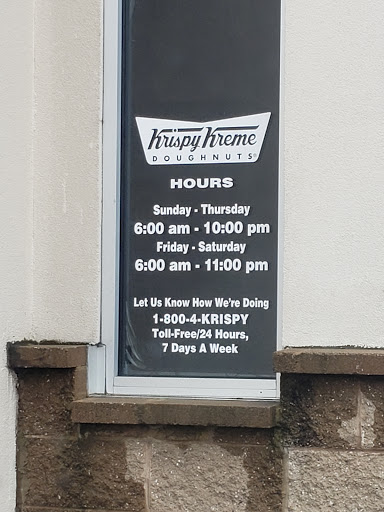 Krispy Kreme
DOUGHNUTS®
HOURS
Sunday - Thursday
6:00 am - 10:00 pm
Friday - Saturday
6:00 am - 11:00 pm
Let Us Know How We're Doing
1-800-4-KRISPY
Toll-Free/24 Hours,
7 Days A Week